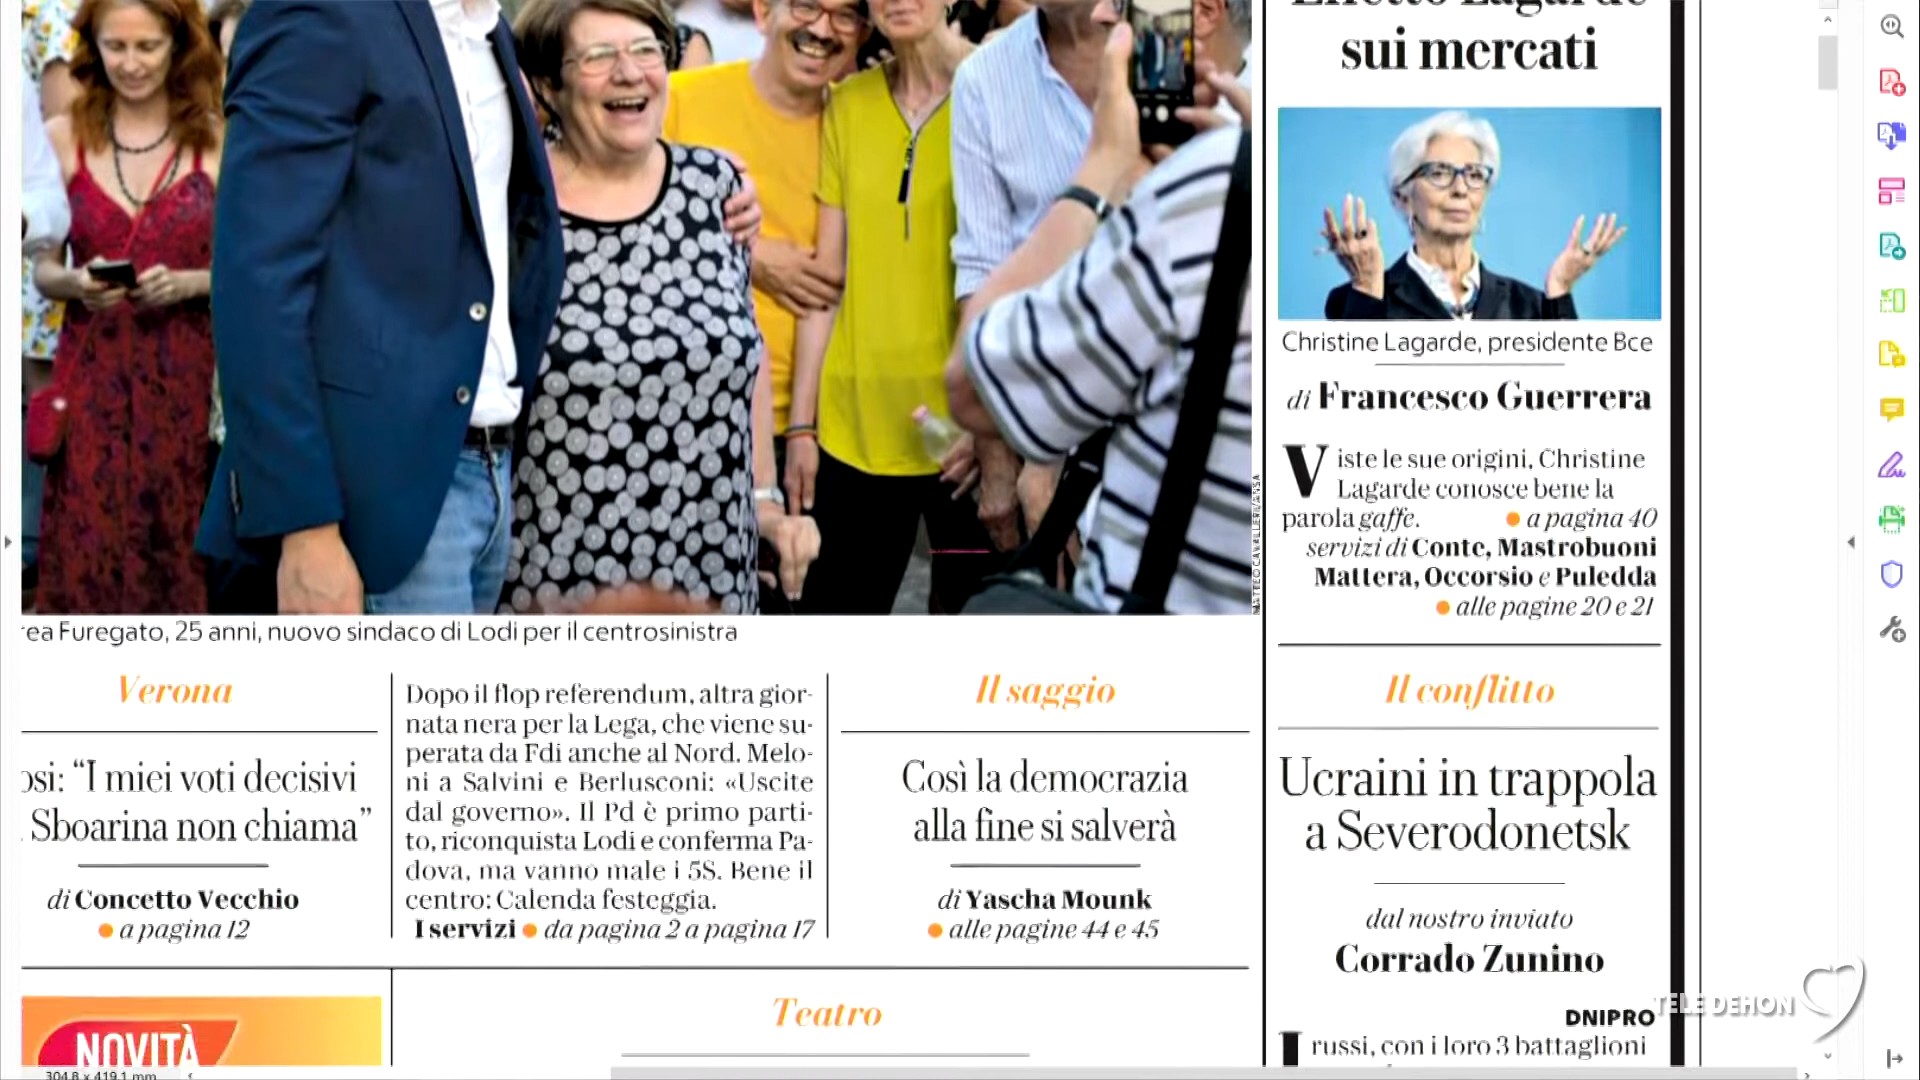 sui mercati
Christine Lagarde, presidente Bce
di Francesco Guerrera
Viste le sue origini, Christine
Lagarde conosce bene la
parola gaffe. ● a pagina 40
servizi di Conte, Mastrobuoni
Mattera, Occorsio e Puledda
● alle pagine 20 e 21
MATTEO CAVALLERI/ANSA
rea Furegato, 25 anni, nuovo sindaco di Lodi per il centrosinistra
Verona
osi: “I miei voti decisivi
Sboarina non chiama”
di Concetto Vecchio
● a pagina 12
Dopo il flop referendum, altra gior-
nata nera per la Lega, che viene su-
perata da Fdi anche al Nord. Melo-
ni a Salvini e Berlusconi: «Uscite
dal governo». Il Pd è primo parti-
to, riconquista Lodi e conferma Pa-
dova, ma vanno male i 5S. Bene il
centro: Calenda festeggia.
I servizi ● da pagina 2 a pagina 17
Il saggio
Così la democrazia
alla fine si salverà
di Yascha Mounk
● alle pagine 44 e 45
Il conflitto
Ucraini in trappola
a Severodonetsk
dal nostro inviato
Corrado Zunino
DNIPRO
I russi, con i loro 3 battaglioni
Teatro
NOVITÀ
TELE DEHON
304,8 x 419,1 mm